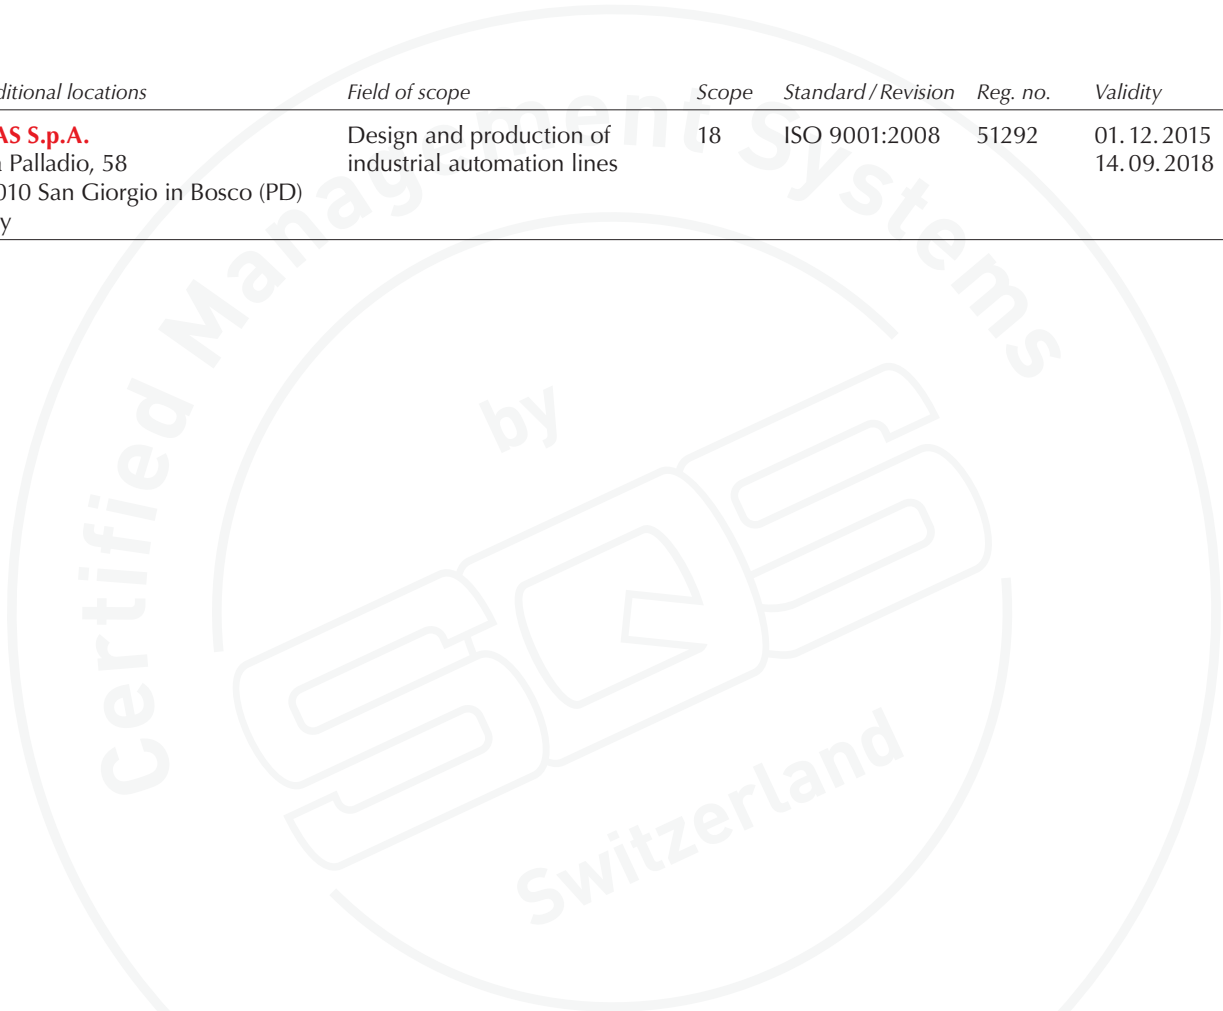 ditional locations Field of scope Scope Standard / Revision Reg. no. Validity
AS S.p.A. Design and production of 18 ISO 9001:2008 51292 01. 12. 2015
Palladio, 58 industrial automation lines 14. 09. 2018
010 San Giorgio in Bosco (PD)
y
Certified Management Systems
by
SQS
Switzerland